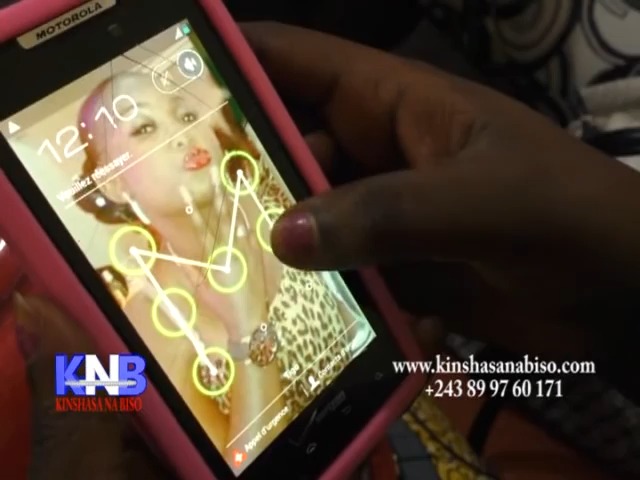 MOTOROLA
12:10
Veuillez réessayer.
Appel d'urgence
KNB
KINSHASA NA BISO
www.kinshasanabiso.com
+243 89 97 60 171